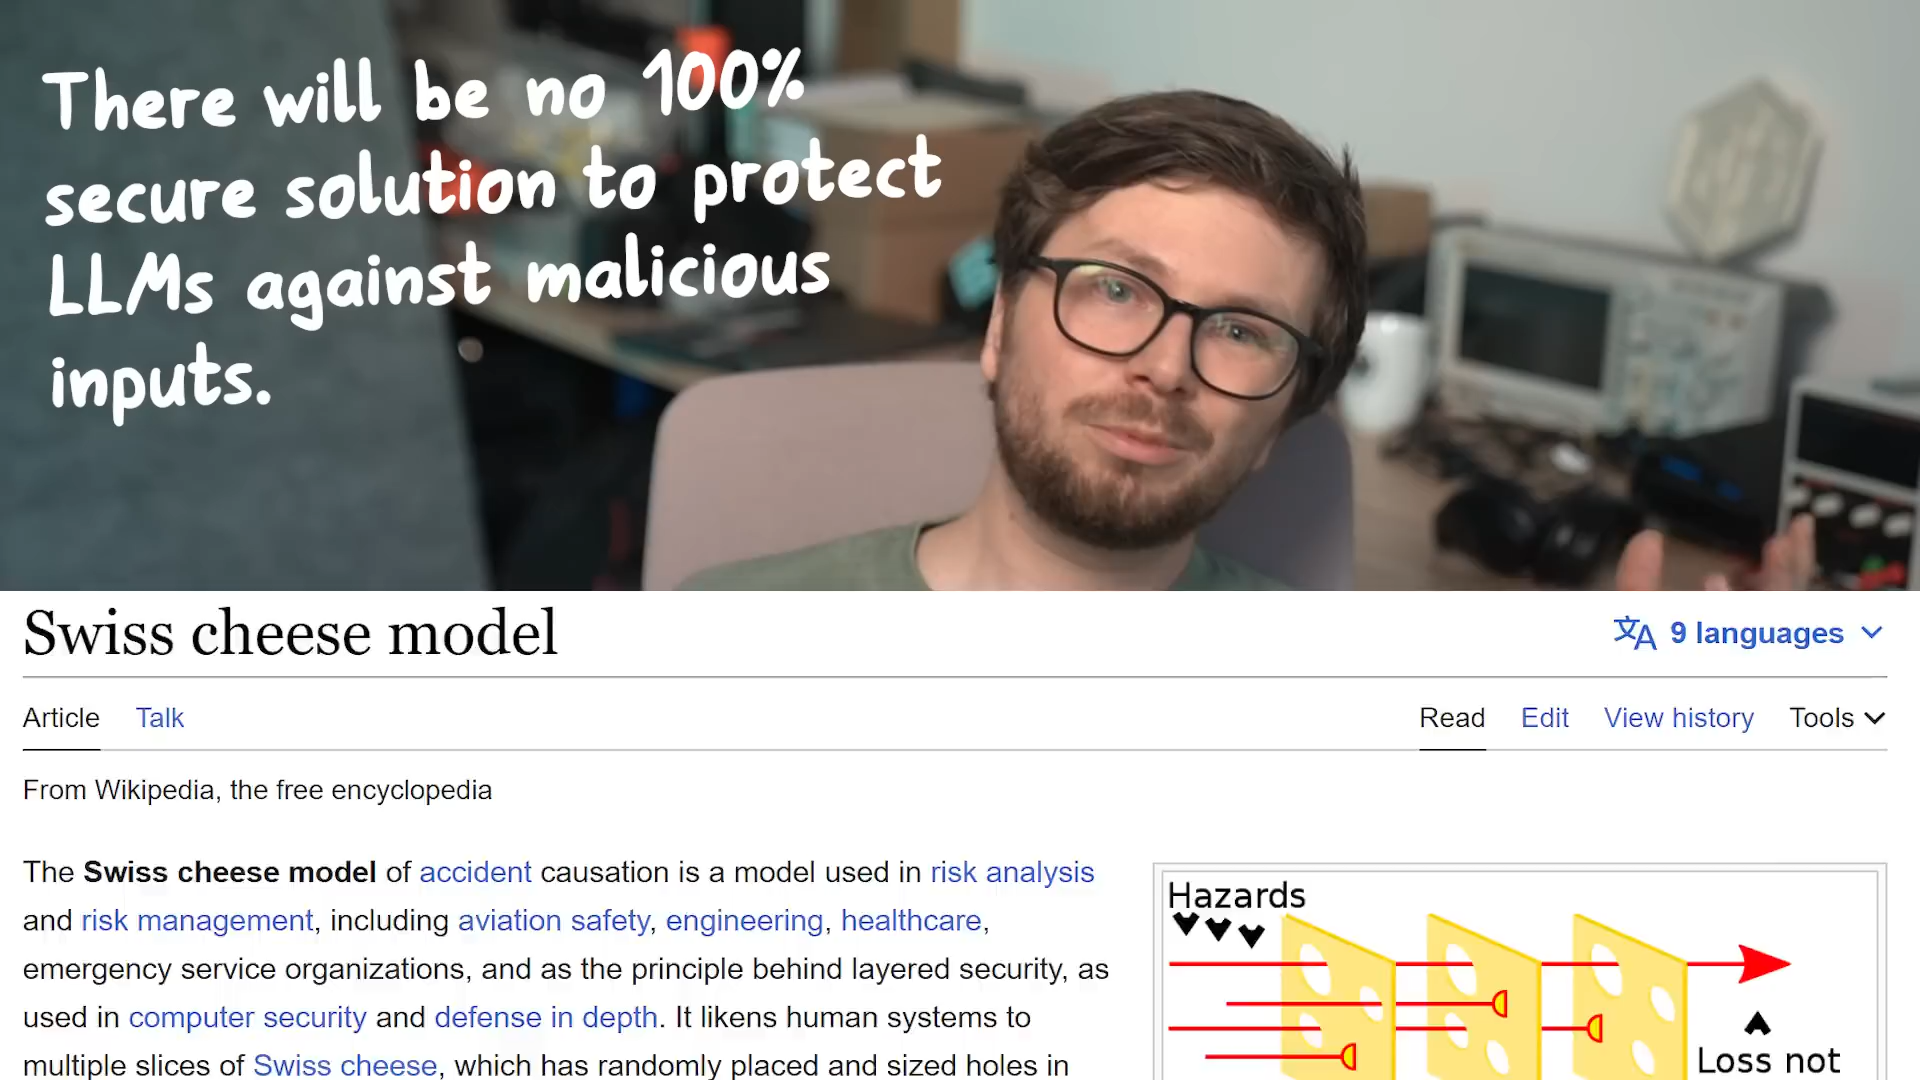 There will be no 100%
secure solution to protect
LLMs against malicious
inputs.
Swiss cheese model
文A 9 languages
Article Talk
Read Edit View history Tools
From Wikipedia, the free encyclopedia
The Swiss cheese model of accident causation is a model used in risk analysis
and risk management, including aviation safety, engineering, healthcare,
emergency service organizations, and as the principle behind layered security, as
used in computer security and defense in depth. It likens human systems to
multiple slices of Swiss cheese, which has randomly placed and sized holes in
Hazards
Loss not